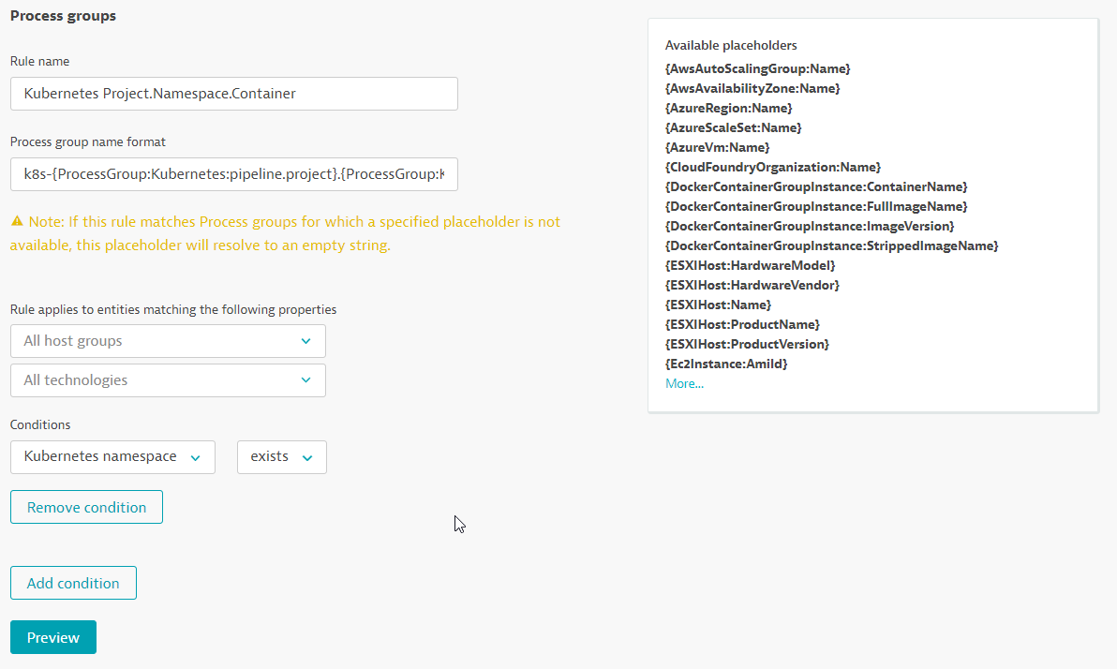 Process groups
Rule name
Kubernetes Project.Namespace.Container
Process group name format
k8s-{ProcessGroup:Kubernetes:pipeline.project}.{ProcessGroup:K
Note: If this rule matches Process groups for which a specified placeholder is not
available, this placeholder will resolve to an empty string.
Rule applies to entities matching the following properties
All host groups
All technologies
Conditions
Kubernetes namespace exists
Remove condition
Add condition
Preview
Available placeholders
{AwsAutoScalingGroup:Name}
{AwsAvailabilityZone:Name}
{AzureRegion:Name}
{AzureScaleSet:Name}
{AzureVm:Name}
{CloudFoundryOrganization:Name}
{DockerContainerGroupInstance:ContainerName}
{DockerContainerGroupInstance:FullImageName}
{DockerContainerGroupInstance:ImageVersion}
{DockerContainerGroupInstance:StrippedImageName}
{ESXIHost:HardwareModel}
{ESXIHost:HardwareVendor}
{ESXIHost:Name}
{ESXIHost:ProductName}
{ESXIHost:ProductVersion}
{Ec2Instance:AmiId}
More...